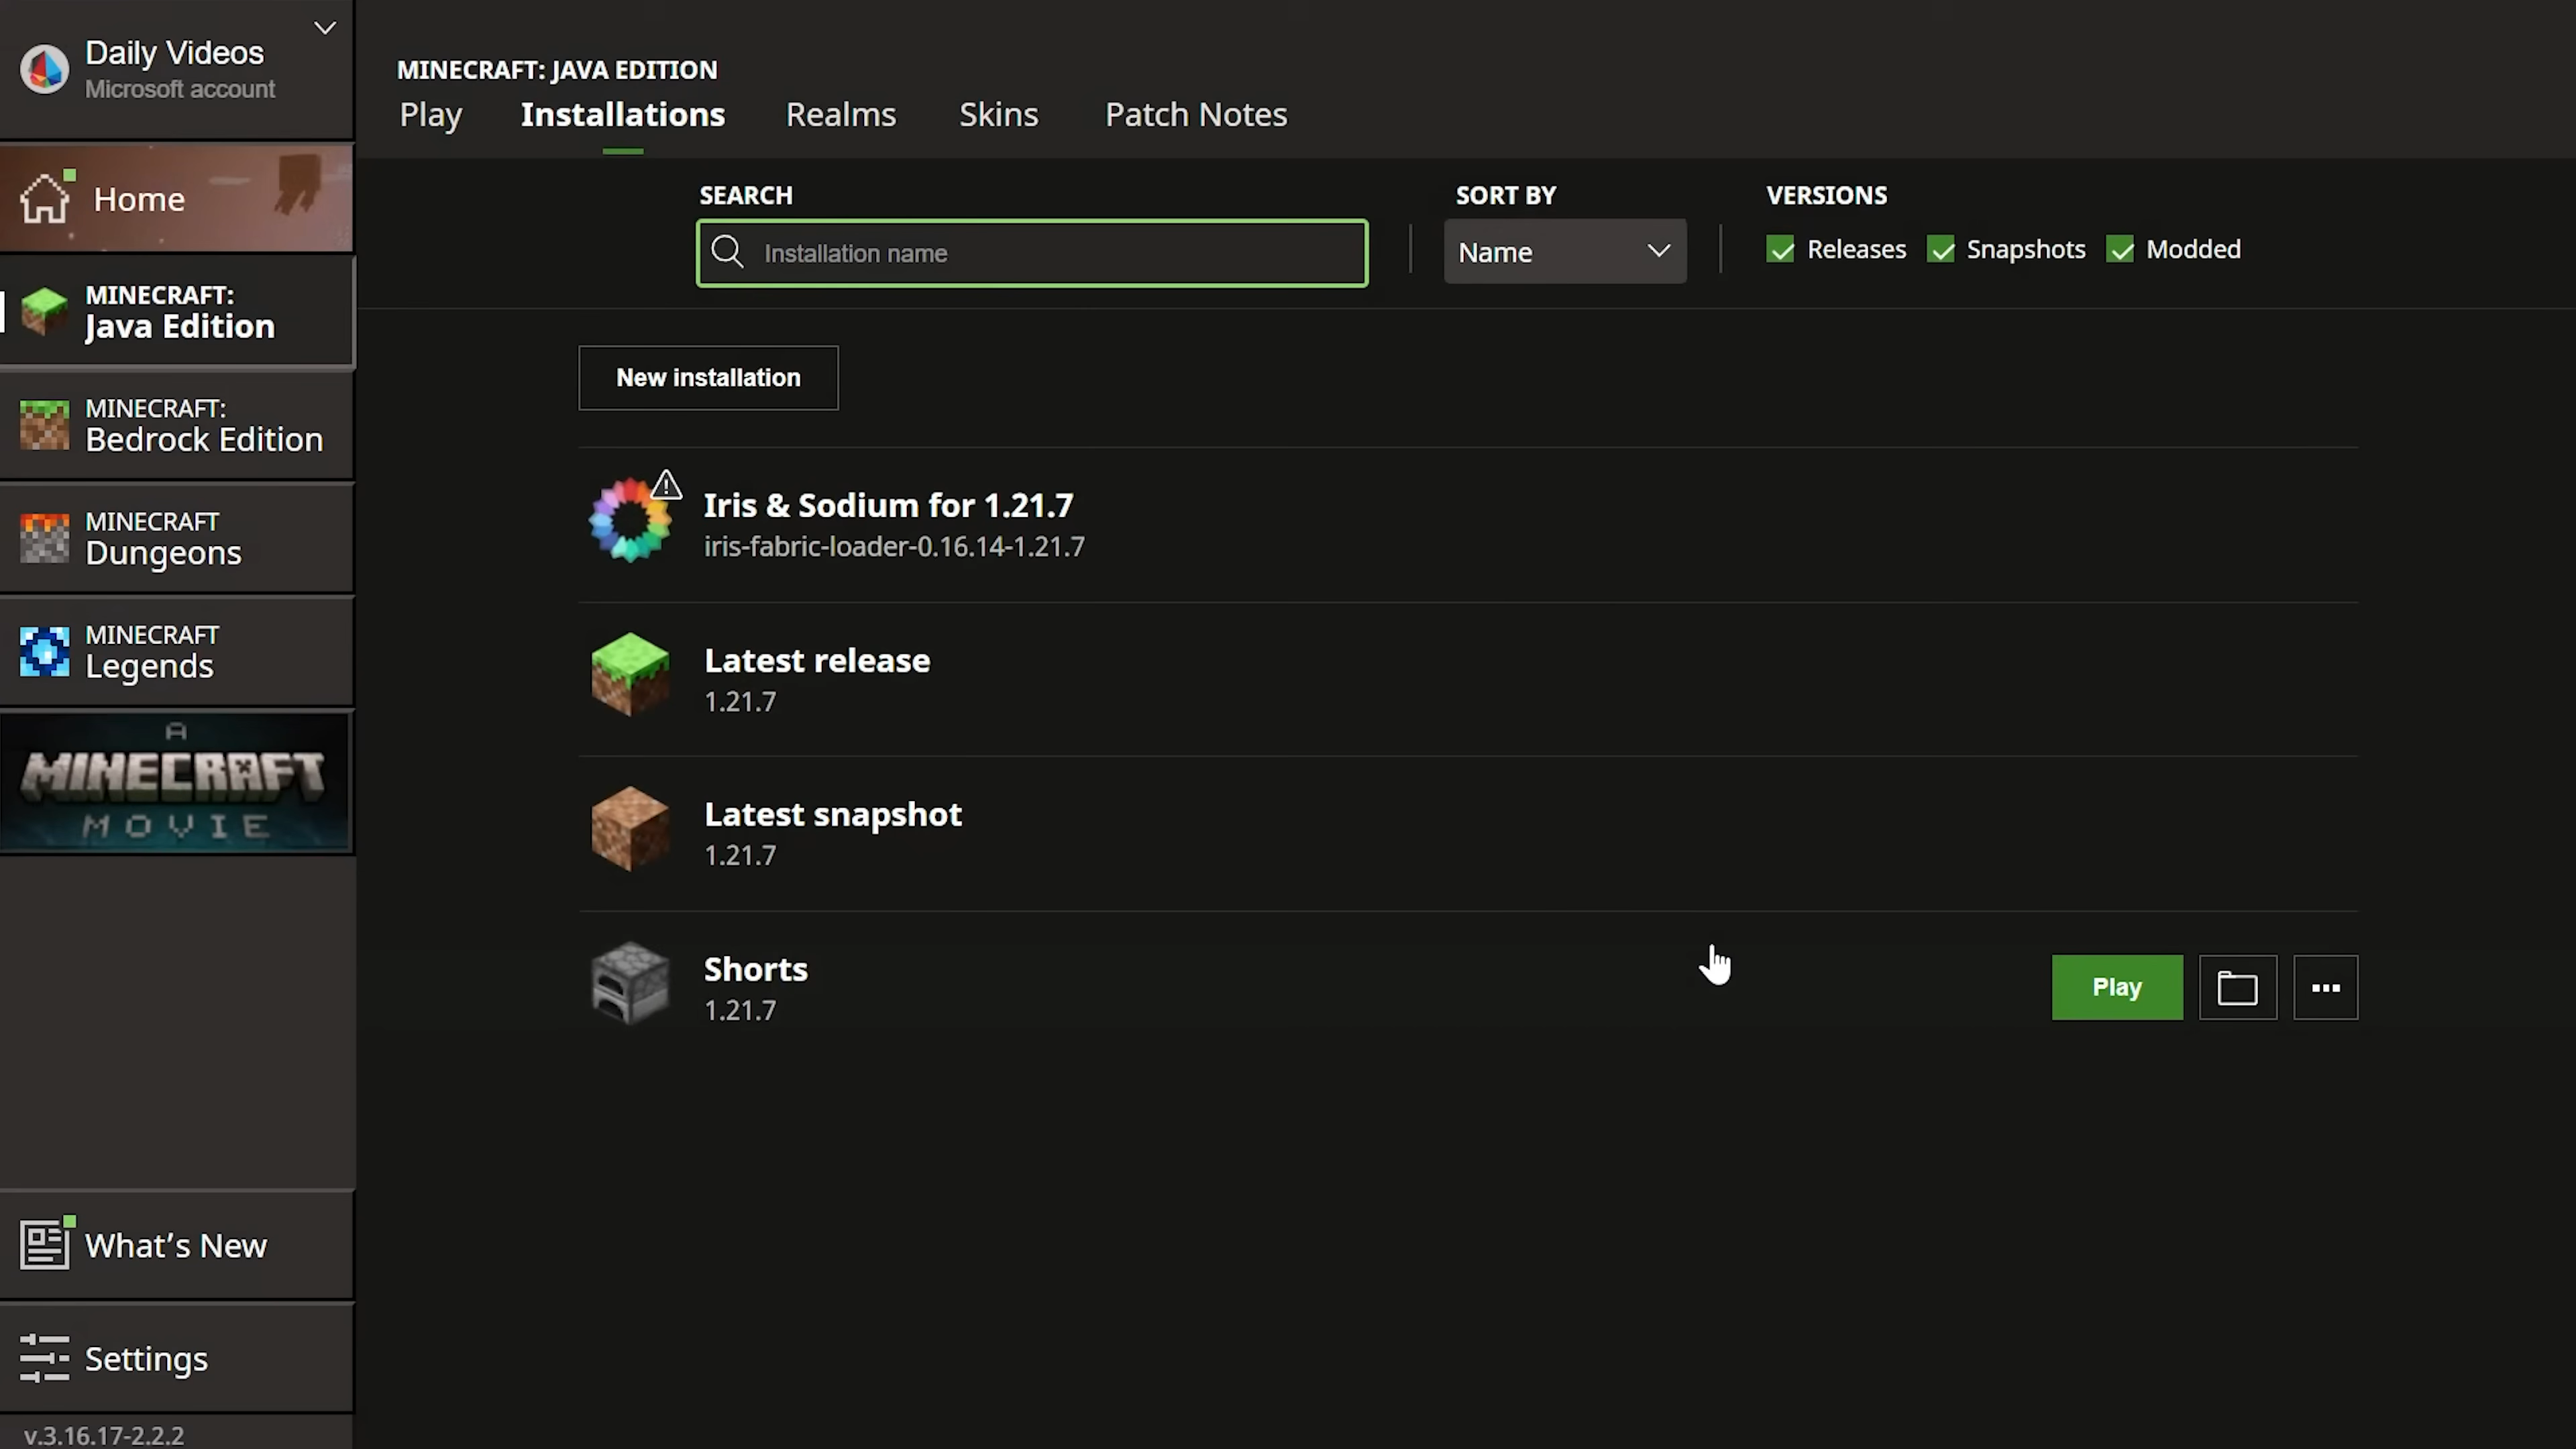 Daily Videos
Microsoft account
Home
MINECRAFT:
Java Edition
MINECRAFT:
Bedrock Edition
MINECRAFT
Dungeons
MINECRAFT
Legends
A
MINECRAFT
MOVIE
What's New
Settings
v.3.16.17-2.2.2
MINECRAFT: JAVA EDITION
Play Installations Realms Skins Patch Notes
SEARCH SORT BY VERSIONS
Installation name Name Releases Snapshots Modded
New installation
Iris & Sodium for 1.21.7
iris-fabric-loader-0.16.14-1.21.7
Latest release
1.21.7
Latest snapshot
1.21.7
Shorts
1.21.7
Play